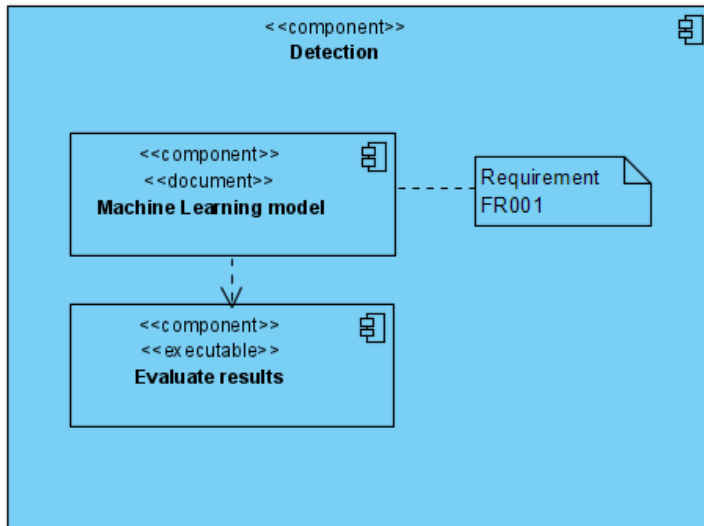 <<component>>
Detection
<<component>>
<<document>>
Machine Learning model
Requirement
FR001
<<component>>
<<executable>>
Evaluate results